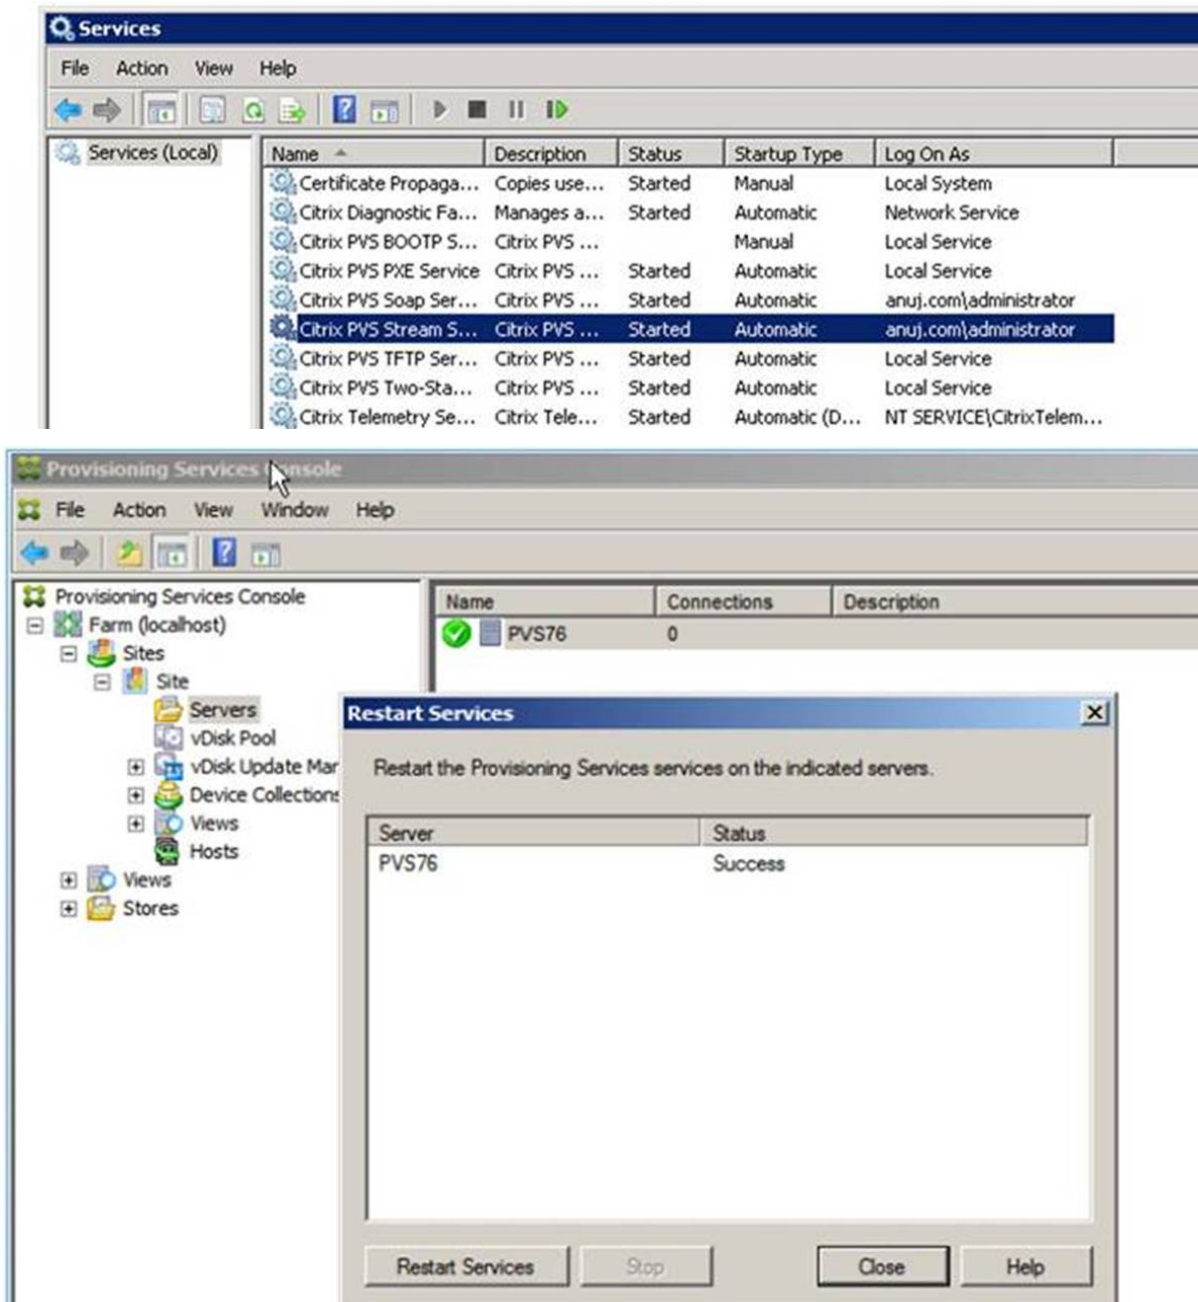 Services
File Action View Help
Services (Local)
Name Description Status Startup Type Log On As
Certificate Propaga... Copies use... Started Manual Local System
Citrix Diagnostic Fa... Manages a... Started Automatic Network Service
Citrix PVS BOOTP S... Citrix PVS ... Manual Local Service
Citrix PVS PXE Service Citrix PVS ... Started Automatic Local Service
Citrix PVS Soap Ser... Citrix PVS ... Started Automatic anuj.com\administrator
Citrix PVS Stream S... Citrix PVS ... Started Automatic anuj.com\administrator
Citrix PVS TFTP Ser... Citrix PVS ... Started Automatic Local Service
Citrix PVS Two-Sta... Citrix PVS ... Started Automatic Local Service
Citrix Telemetry Se... Citrix Tele... Started Automatic (D... NT SERVICE\CitrixTelem...
Provisioning Services Console
File Action View Window Help
Provisioning Services Console
Farm (localhost)
Sites
Site
Servers
vDisk Pool
vDisk Update Mar
Device Collections
Views
Hosts
Views
Stores
Name Connections Description
PVS76 0
Restart Services
Restart the Provisioning Services services on the indicated servers.
Server Status
PVS76 Success
Restart Services Stop Close Help